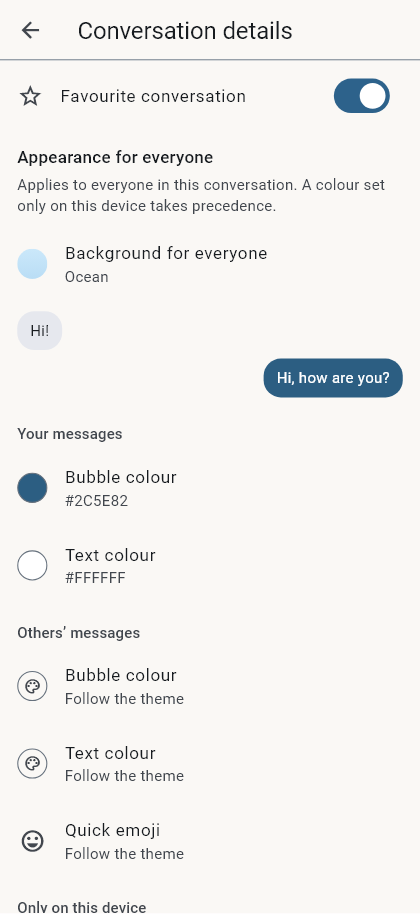 Conversation details
Favourite conversation
Appearance for everyone
Applies to everyone in this conversation. A colour set
only on this device takes precedence.
Background for everyone
Ocean
Hi!
Hi, how are you?
Your messages
Bubble colour
#2C5E82
Text colour
#FFFFFF
Others’ messages
Bubble colour
Follow the theme
Text colour
Follow the theme
Quick emoji
Follow the theme
Only on this device